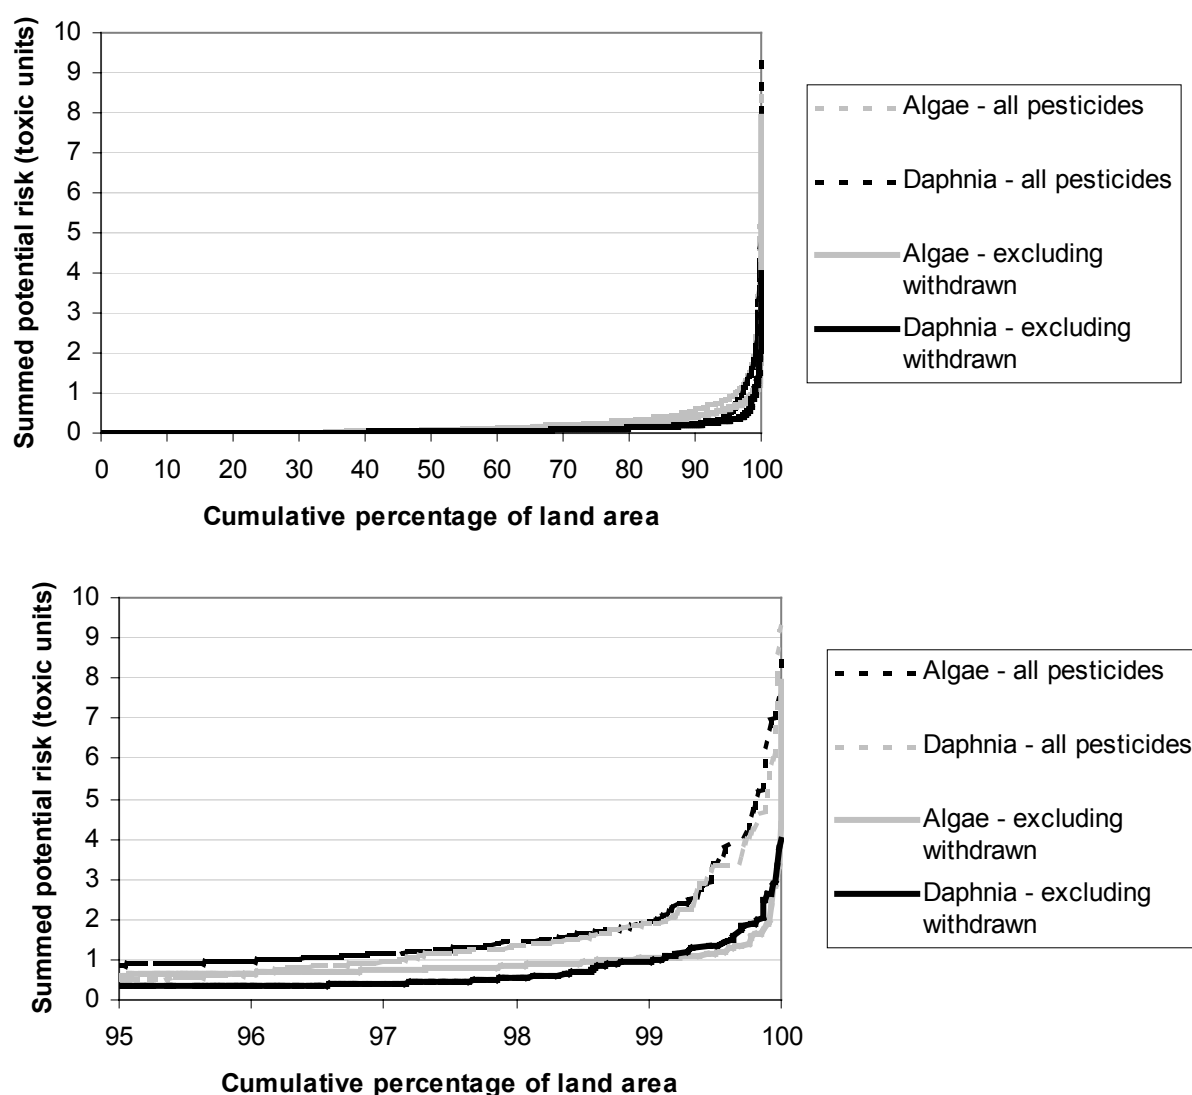 Summed potential risk (toxic units)
10
9
8
7
6
5
4
3
2
1
0
0 10 20 30 40 50 60 70 80 90 100
Cumulative percentage of land area
Algae - all pesticides
Daphnia - all pesticides
Algae - excluding
withdrawn
Daphnia - excluding
withdrawn
Summed potential risk (toxic units)
10
9
8
7
6
5
4
3
2
1
0
95 96 97 98 99 100
Cumulative percentage of land area
Algae - all pesticides
Daphnia - all pesticides
Algae - excluding
withdrawn
Daphnia - excluding
withdrawn